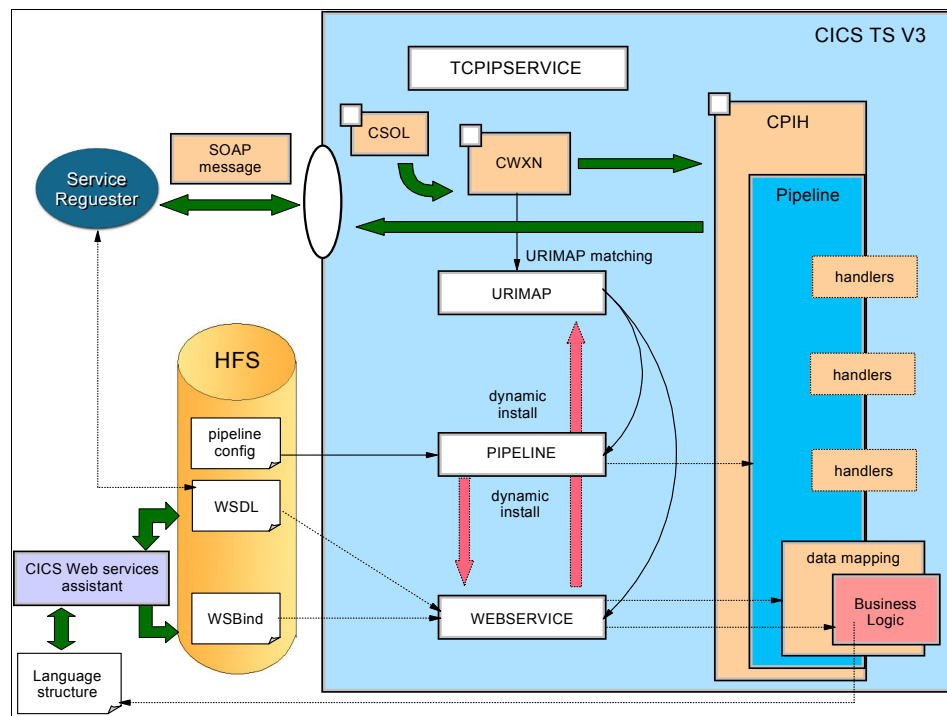 CICS TS V3
TCPIPSERVICE
CSOL
CWXN
CPIH
SOAP
message
Service
Reguester
Pipeline
URIMAP matching
URIMAP
handlers
handlers
handlers
HFS
dynamic
install
pipeline
config
PIPELINE
WSDL
dynamic
install
CICS Web services
assistant
WSBind
WEBSERVICE
data mapping
Business
Logic
Language
structure